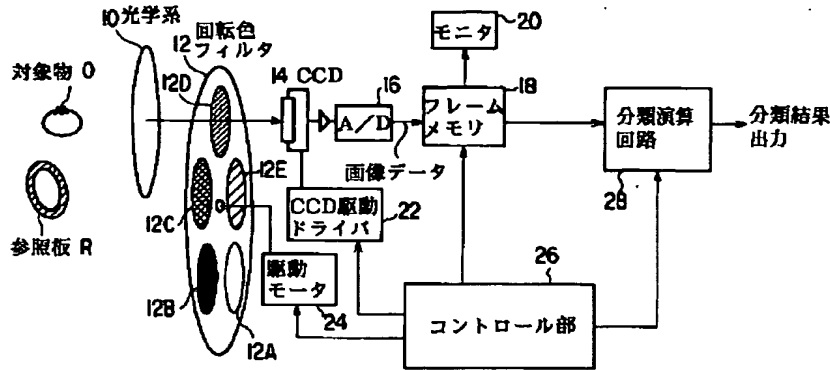 10 光学系
12 回転色
フィルタ
対象物 O
12D
14 CCD
16
A/D
画像データ
20
モニタ
18
フレーム
メモリ
分類演算
回路
28
分類結果
出力
12E
12C
参照板 R
CCD駆動
ドライバ
22
12B
12A
駆動
モータ
24
26
コントロール部